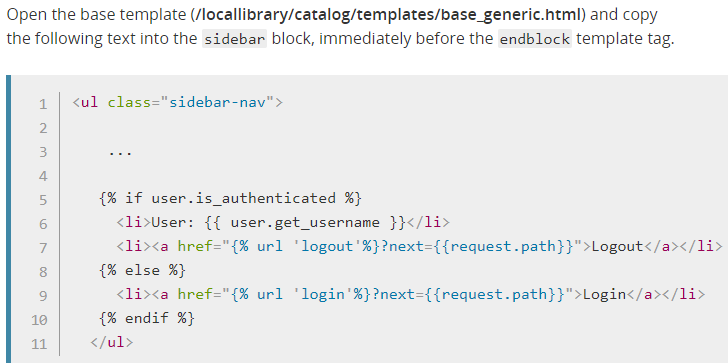 Open the base template (/locallibrary/catalog/templates/base_generic.html) and copy
the following text into the sidebar block, immediately before the endblock template tag.
1 <ul class="sidebar-nav">
2
3 ...
4
5 {% if user.is_authenticated %}
6 <li>User: {{ user.get_username }}</li>
7 <li><a href="{% url 'logout'%}?next={{request.path}}">Logout</a></li>
8 {% else %}
9 <li><a href="{% url 'login'%}?next={{request.path}}">Login</a></li>
10 {% endif %}
11 </ul>